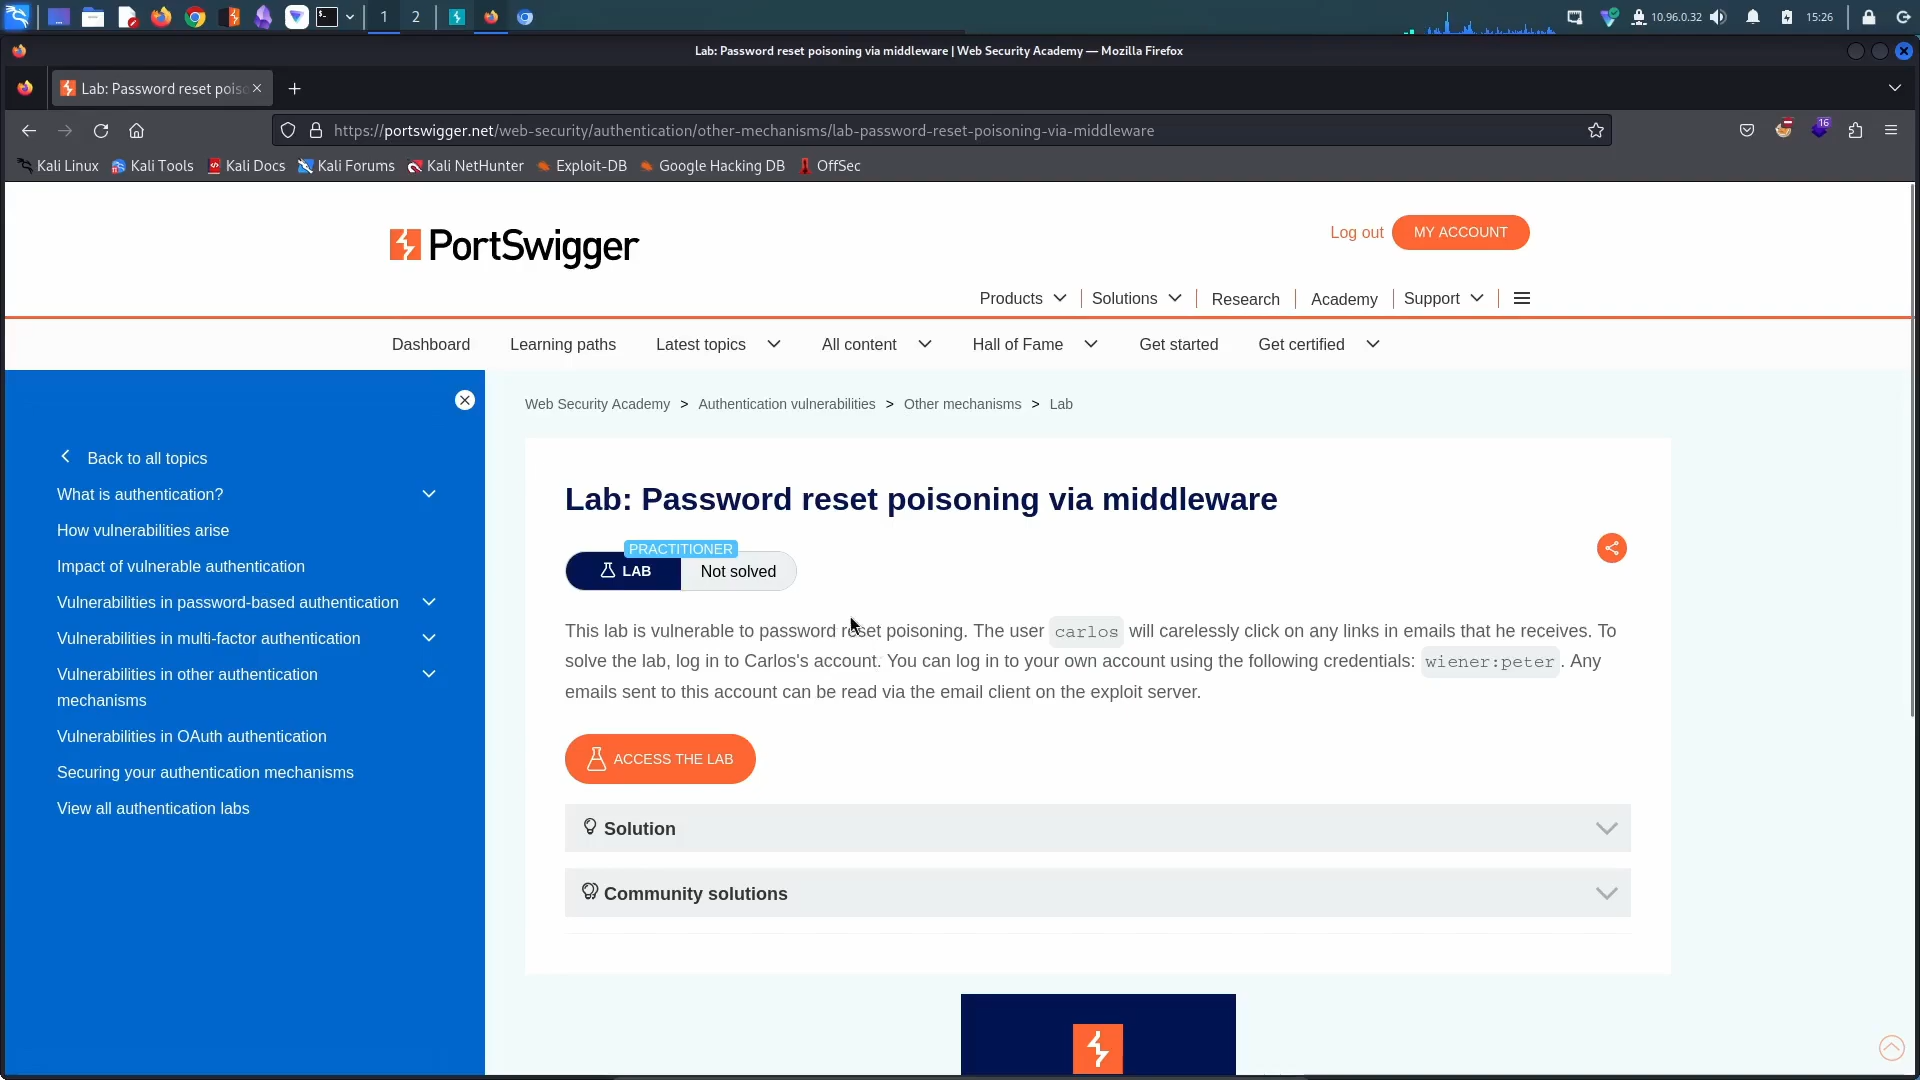 1
2
10.96.0.32
15:26
Lab: Password reset poisoning via middleware | Web Security Academy — Mozilla Firefox
Lab: Password reset pois
https://portswigger.net/web-security/authentication/other-mechanisms/lab-password-reset-poisoning-via-middleware
16
Kali Linux
Kali Tools
Kali Docs
Kali Forums
Kali NetHunter
Exploit-DB
Google Hacking DB
OffSec
PortSwigger
Log out
MY ACCOUNT
Products
Solutions
Research
Academy
Support
Dashboard
Learning paths
Latest topics
All content
Hall of Fame
Get started
Get certified
Back to all topics
What is authentication?
How vulnerabilities arise
Impact of vulnerable authentication
Vulnerabilities in password-based authentication
Vulnerabilities in multi-factor authentication
Vulnerabilities in other authentication
mechanisms
Vulnerabilities in OAuth authentication
Securing your authentication mechanisms
View all authentication labs
Web Security Academy > Authentication vulnerabilities > Other mechanisms > Lab
Lab: Password reset poisoning via middleware
PRACTITIONER
LAB
Not solved
This lab is vulnerable to password reset poisoning. The user carlos will carelessly click on any links in emails that he receives. To
solve the lab, log in to Carlos's account. You can log in to your own account using the following credentials: wiener:peter. Any
emails sent to this account can be read via the email client on the exploit server.
ACCESS THE LAB
Solution
Community solutions